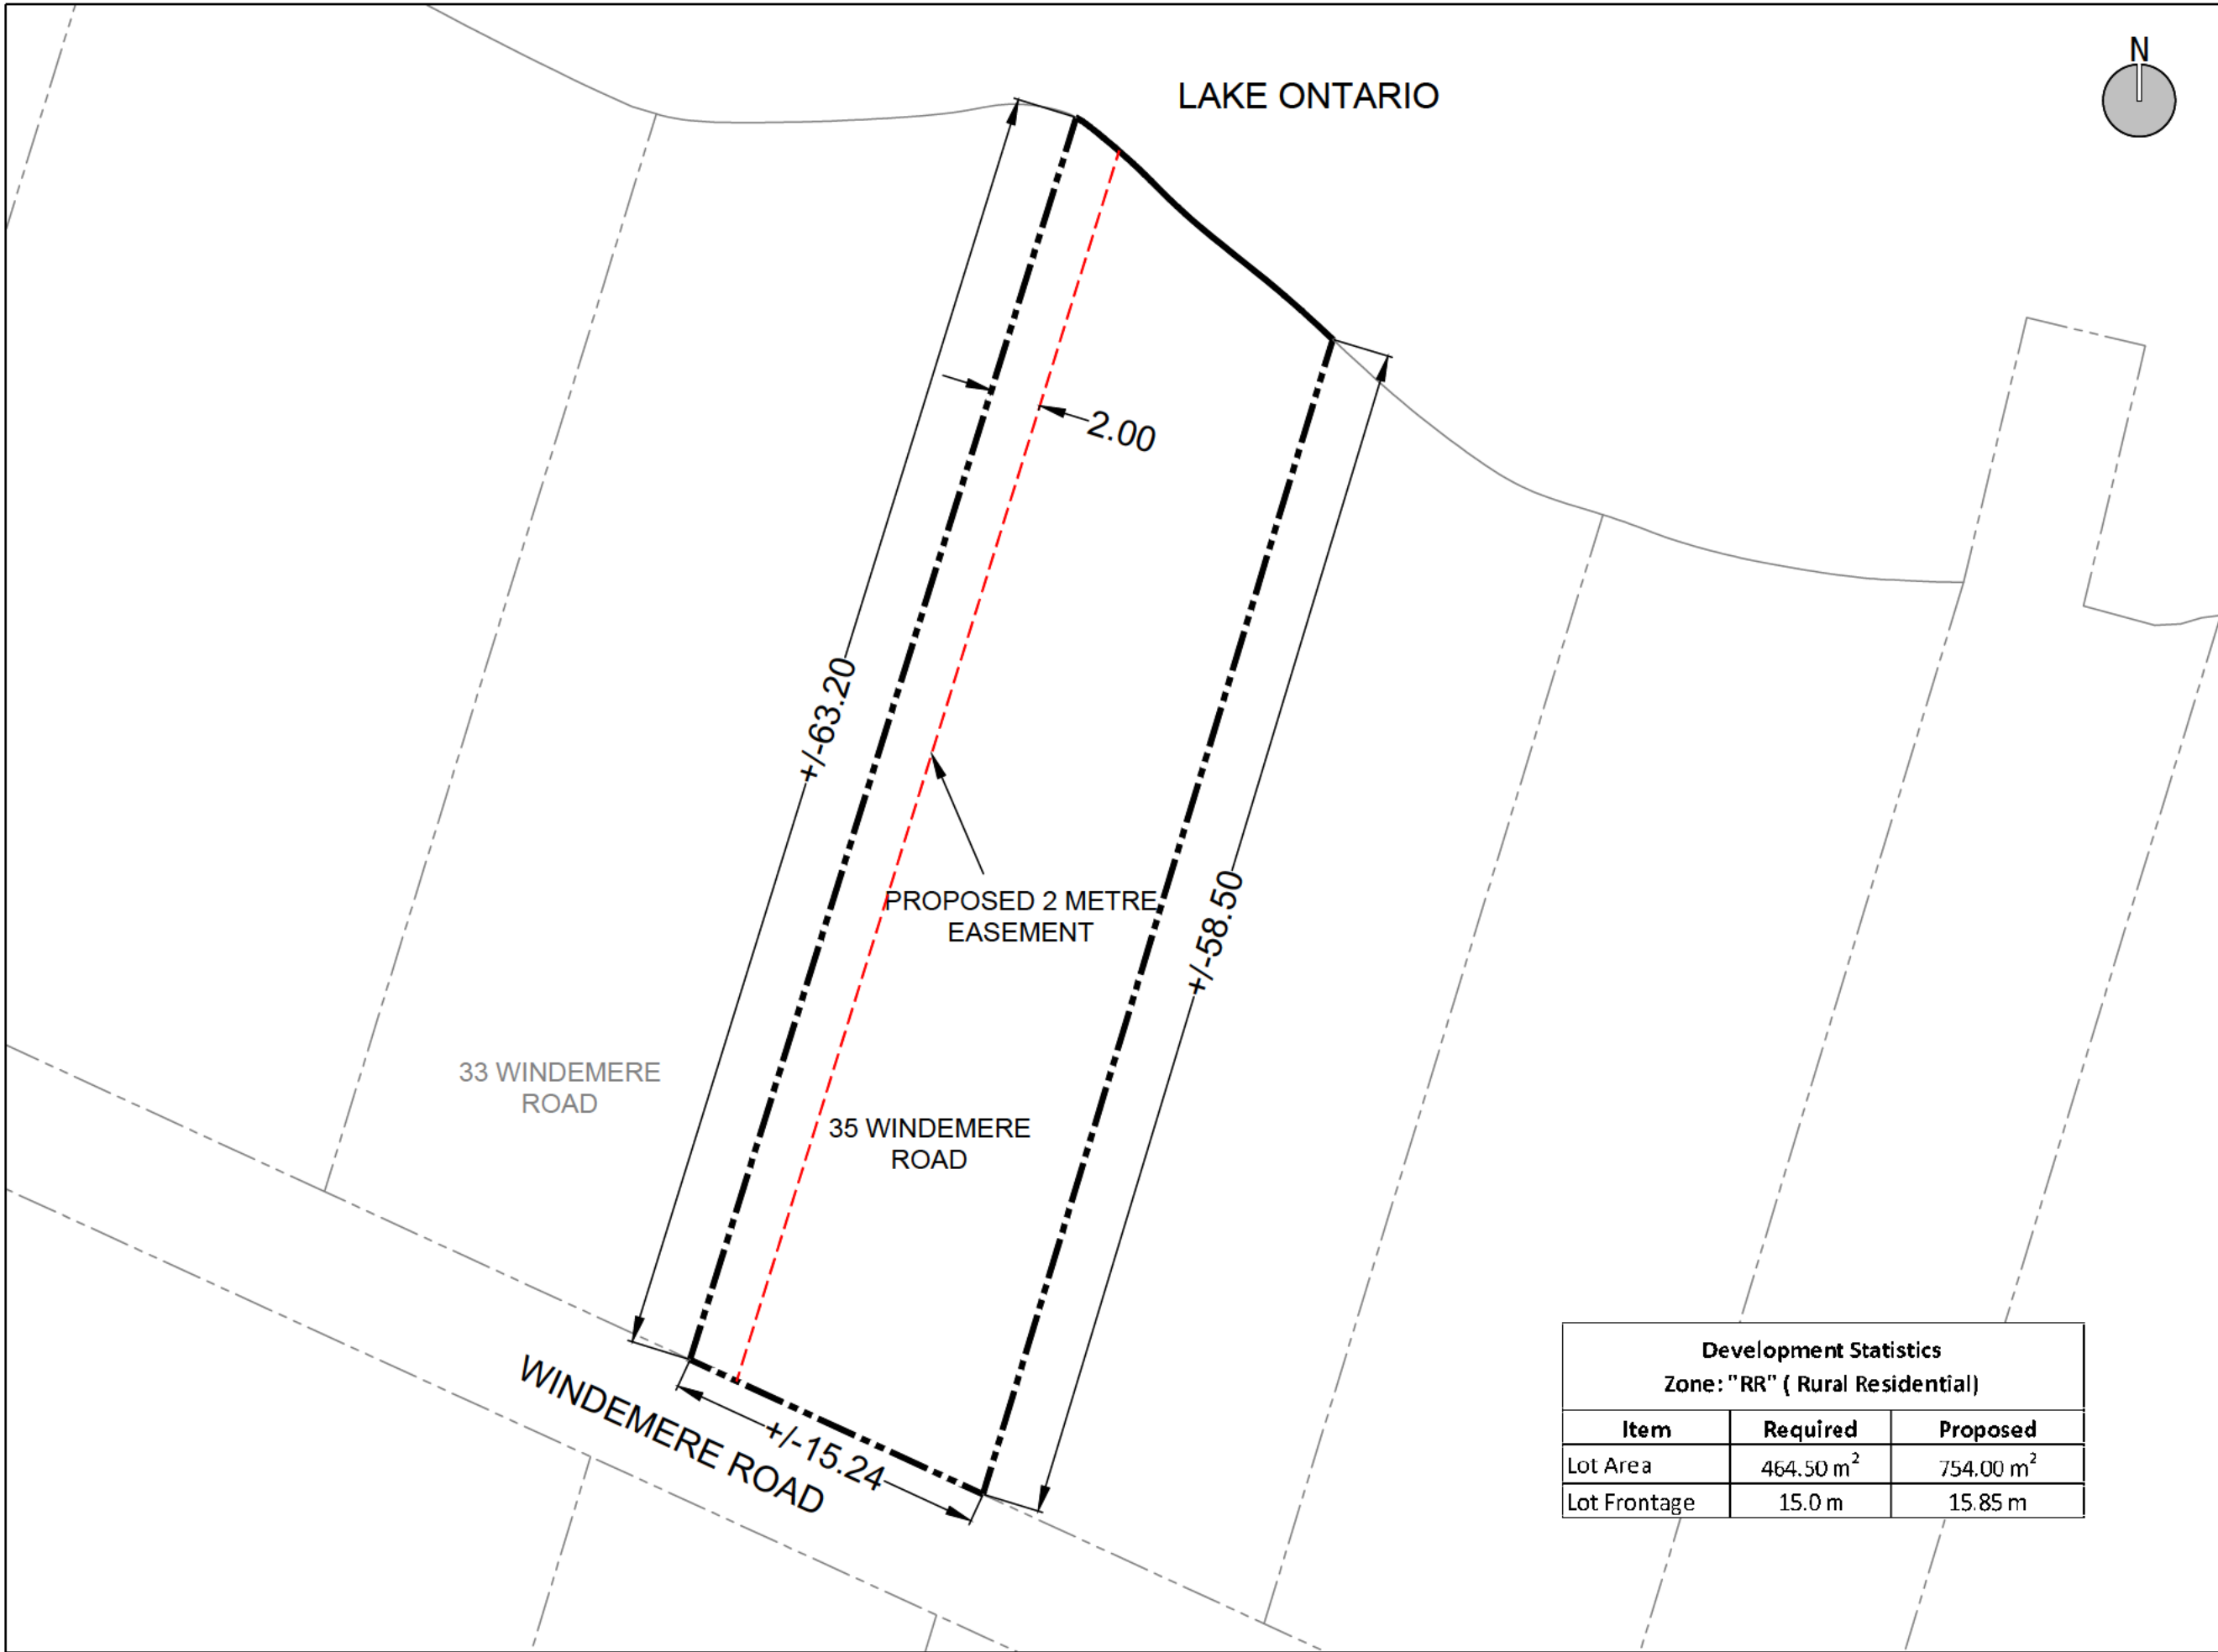 N
LAKE ONTARIO
2.00
+/-63.20
PROPOSED 2 METRE
EASEMENT
+/-58.50
33 WINDEMERE
ROAD
35 WINDEMERE
ROAD
+/-15.24
WINDEMERE ROAD
Development Statistics
Zone: "RR" ( Rural Residential)
Item Required Proposed
Lot Area 464.50 m² 754.00 m²
Lot Frontage 15.0 m 15.85 m